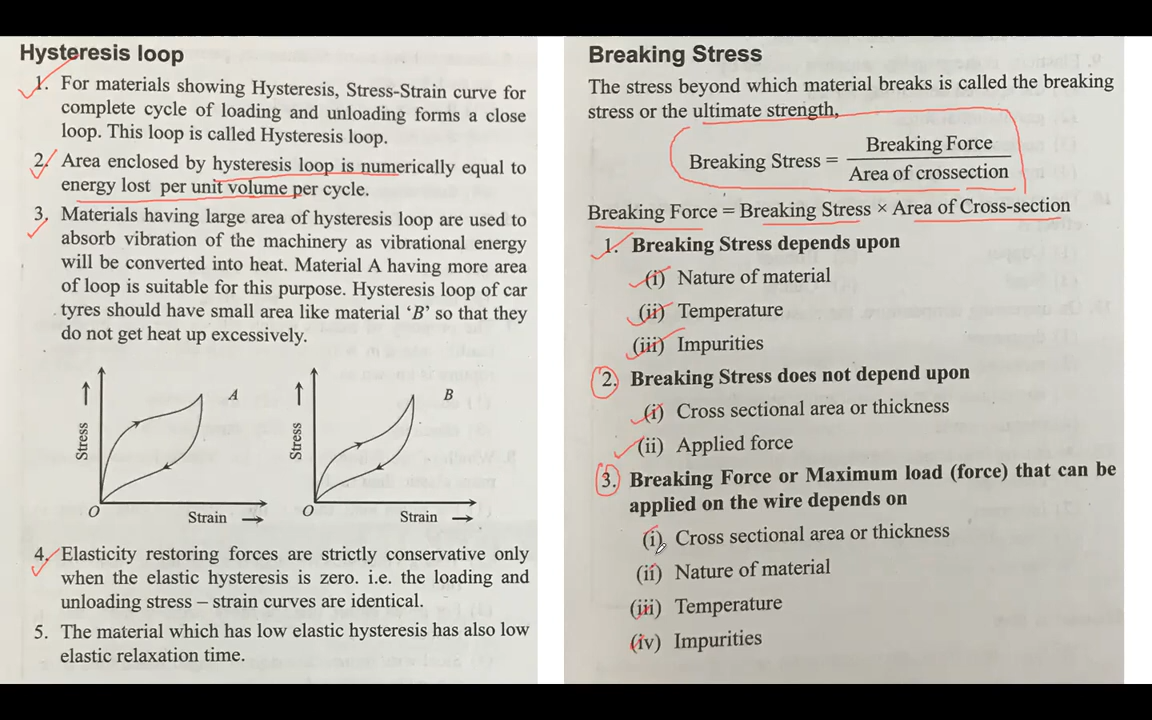 Hysteresis loop
1. For materials showing Hysteresis, Stress-Strain curve for
complete cycle of loading and unloading forms a close
loop. This loop is called Hysteresis loop.
2. Area enclosed by hysteresis loop is numerically equal to
energy lost per unit volume per cycle.
3. Materials having large area of hysteresis loop are used to
absorb vibration of the machinery as vibrational energy
will be converted into heat. Material A having more area
of loop is suitable for this purpose. Hysteresis loop of car
tyres should have small area like material 'B' so that they
do not get heat up excessively.
Stress
A
O
Strain
Stress
B
O
Strain
4. Elasticity restoring forces are strictly conservative only
when the elastic hysteresis is zero. i.e. the loading and
unloading stress – strain curves are identical.
5. The material which has low elastic hysteresis has also low
elastic relaxation time.
Breaking Stress
The stress beyond which material breaks is called the breaking
stress or the ultimate strength,
Breaking Stress = Breaking Force
Area of crossection
Breaking Force = Breaking Stress × Area of Cross-section
1. Breaking Stress depends upon
(i) Nature of material
(ii) Temperature
(iii) Impurities
2. Breaking Stress does not depend upon
(i) Cross sectional area or thickness
(ii) Applied force
3. Breaking Force or Maximum load (force) that can be
applied on the wire depends on
(i) Cross sectional area or thickness
(ii) Nature of material
(iii) Temperature
(iv) Impurities